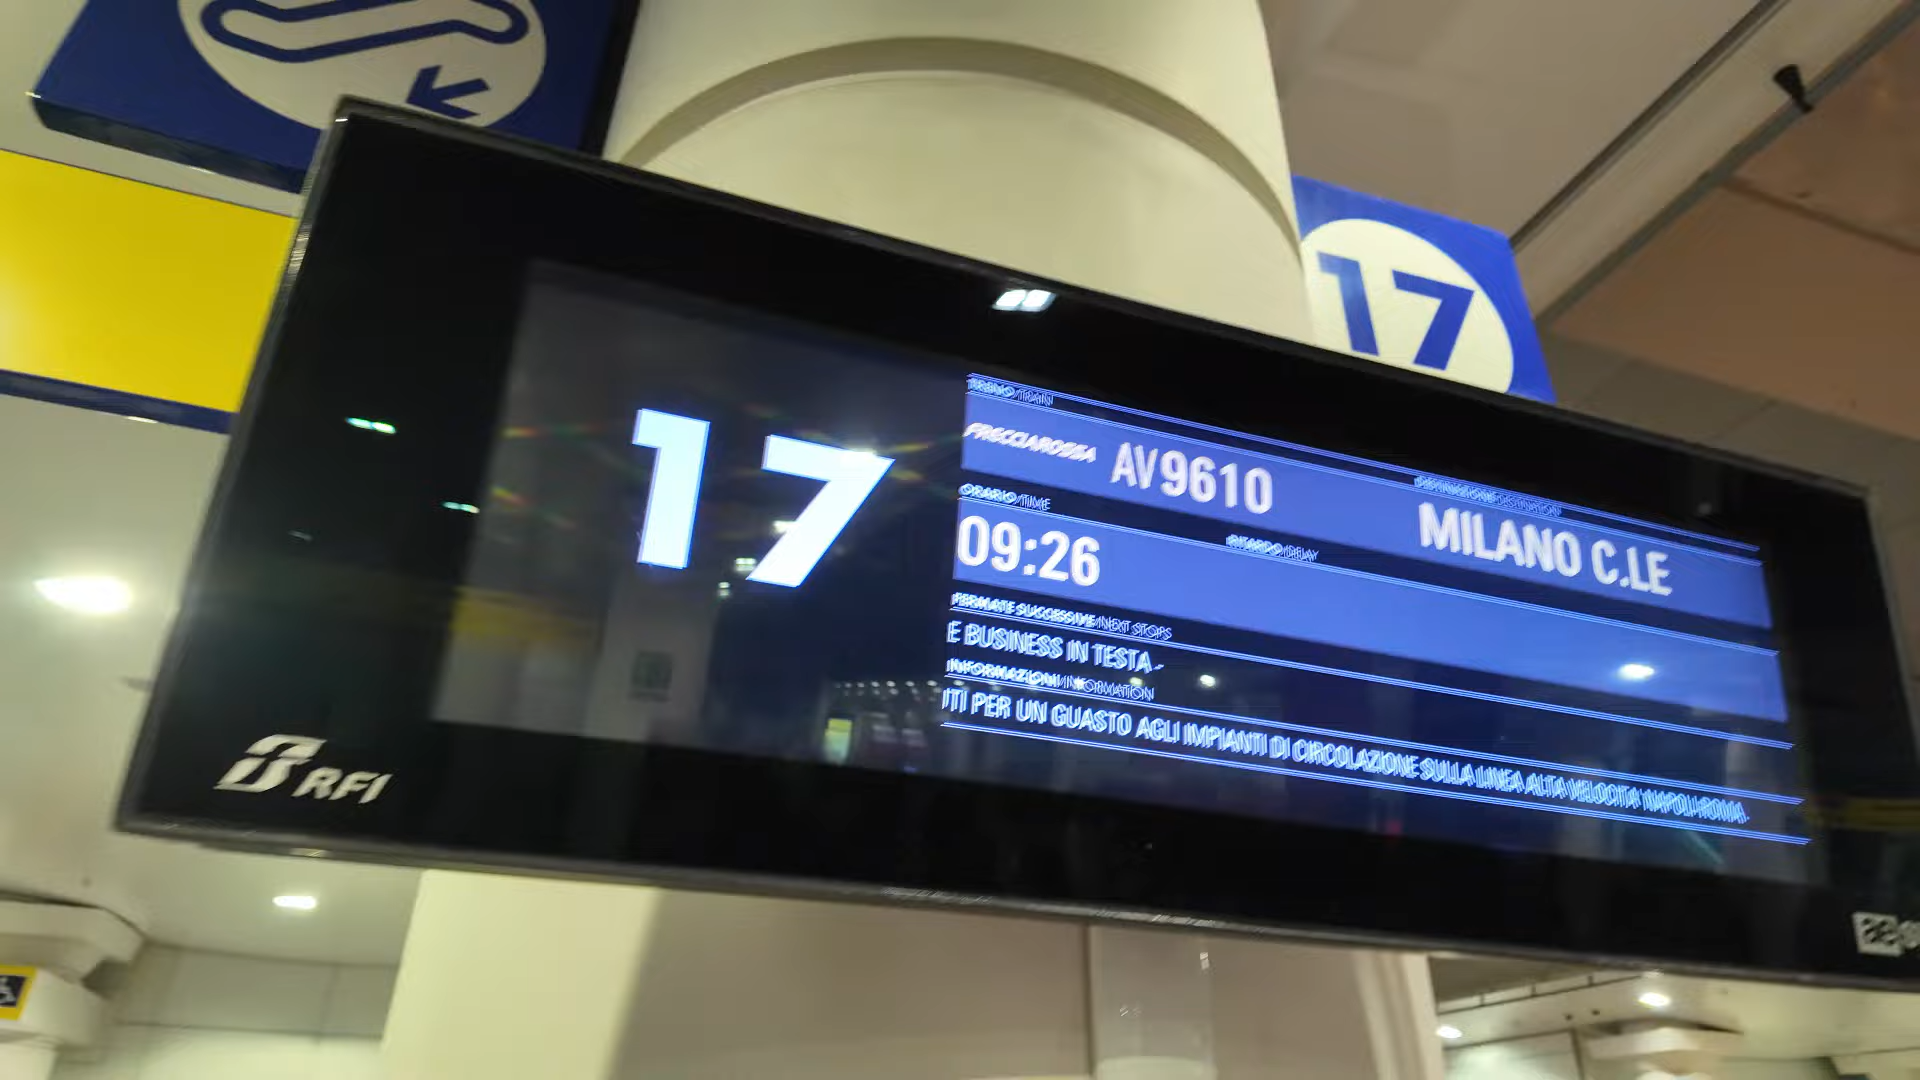 17
17
TRENO/TRAIN
DESTINAZIONE/DESTINATION
FRECCIAROSSA AV9610 MILANO C.LE
ORARIO/TIME
RITARDO/DELAY
09:26
FERMATE SUCCESSIVE/NEXT STOPS
E BUSINESS IN TESTA -
INFORMAZIONI/INFORMATION
ITI PER UN GUASTO AGLI IMPIANTI DI CIRCOLAZIONE SULLA LINEA ALTA VELOCITA' NAPOLI-ROMA.
RFI